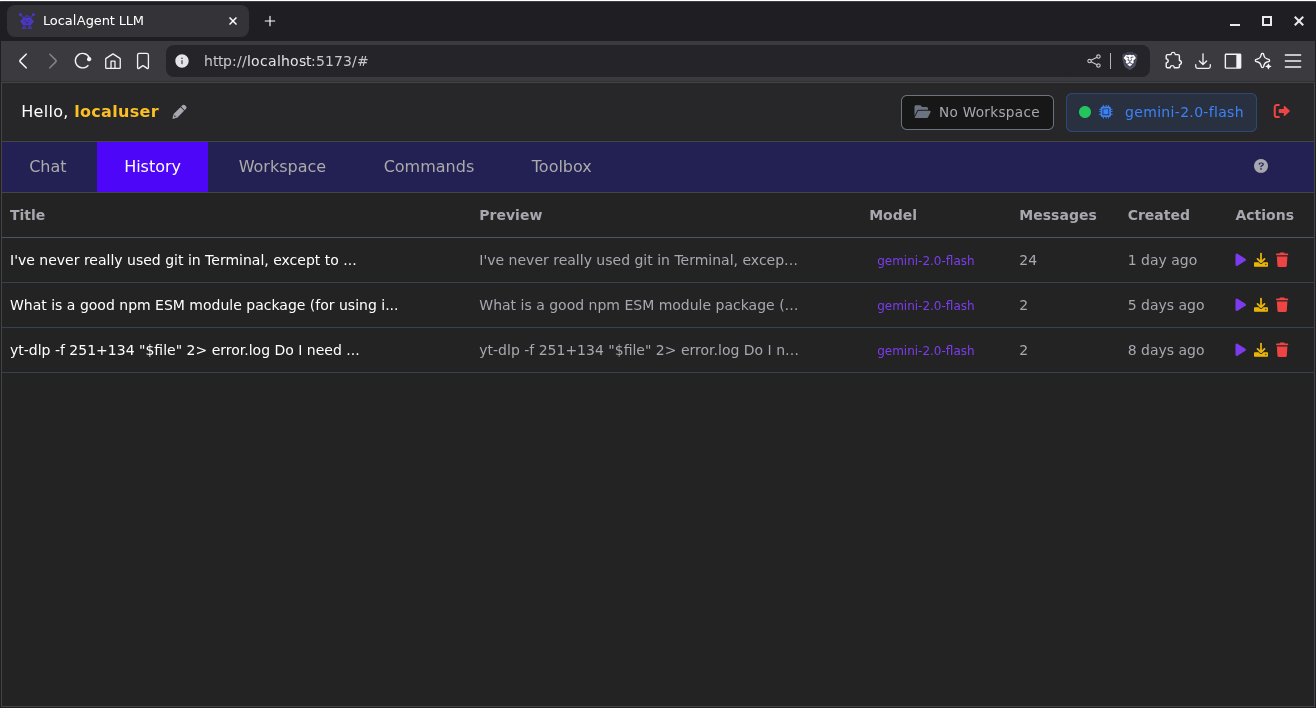 LocalAgent LLM
http://localhost:5173/#
Hello, localuser No Workspace gemini-2.0-flash
Chat History Workspace Commands Toolbox ?
Title Preview Model Messages Created Actions
I've never really used git in Terminal, except to ... I've never really used git in Terminal, excep... gemini-2.0-flash 24 1 day ago
What is a good npm ESM module package (for using i... What is a good npm ESM module package (... gemini-2.0-flash 2 5 days ago
yt-dlp -f 251+134 "$file" 2> error.log Do I need ... yt-dlp -f 251+134 "$file" 2> error.log Do I n... gemini-2.0-flash 2 8 days ago